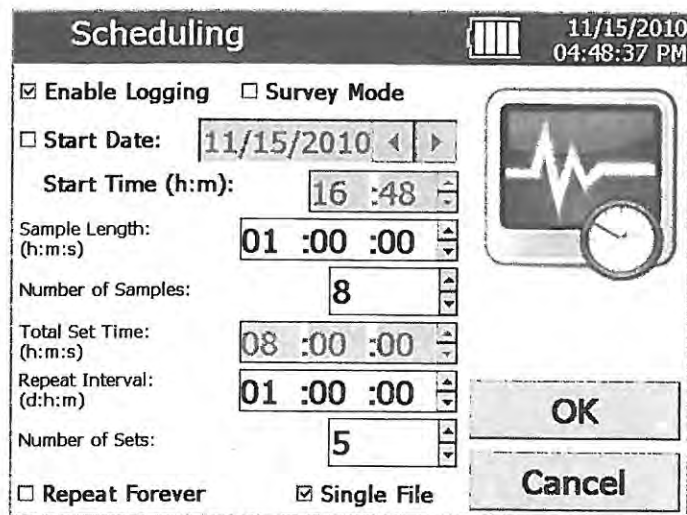 Scheduling
11/15/2010
04:48:37 PM
Enable Logging Survey Mode
Start Date: 11/15/2010
Start Time (h:m): 16 :48
Sample Length:
(h:m:s)
01 :00 :00
Number of Samples: 8
Total Set Time:
(h:m:s)
08 :00 :00
Repeat Interval:
(d:h:m)
01 :00 :00
Number of Sets: 5
OK
Cancel
Repeat Forever Single File